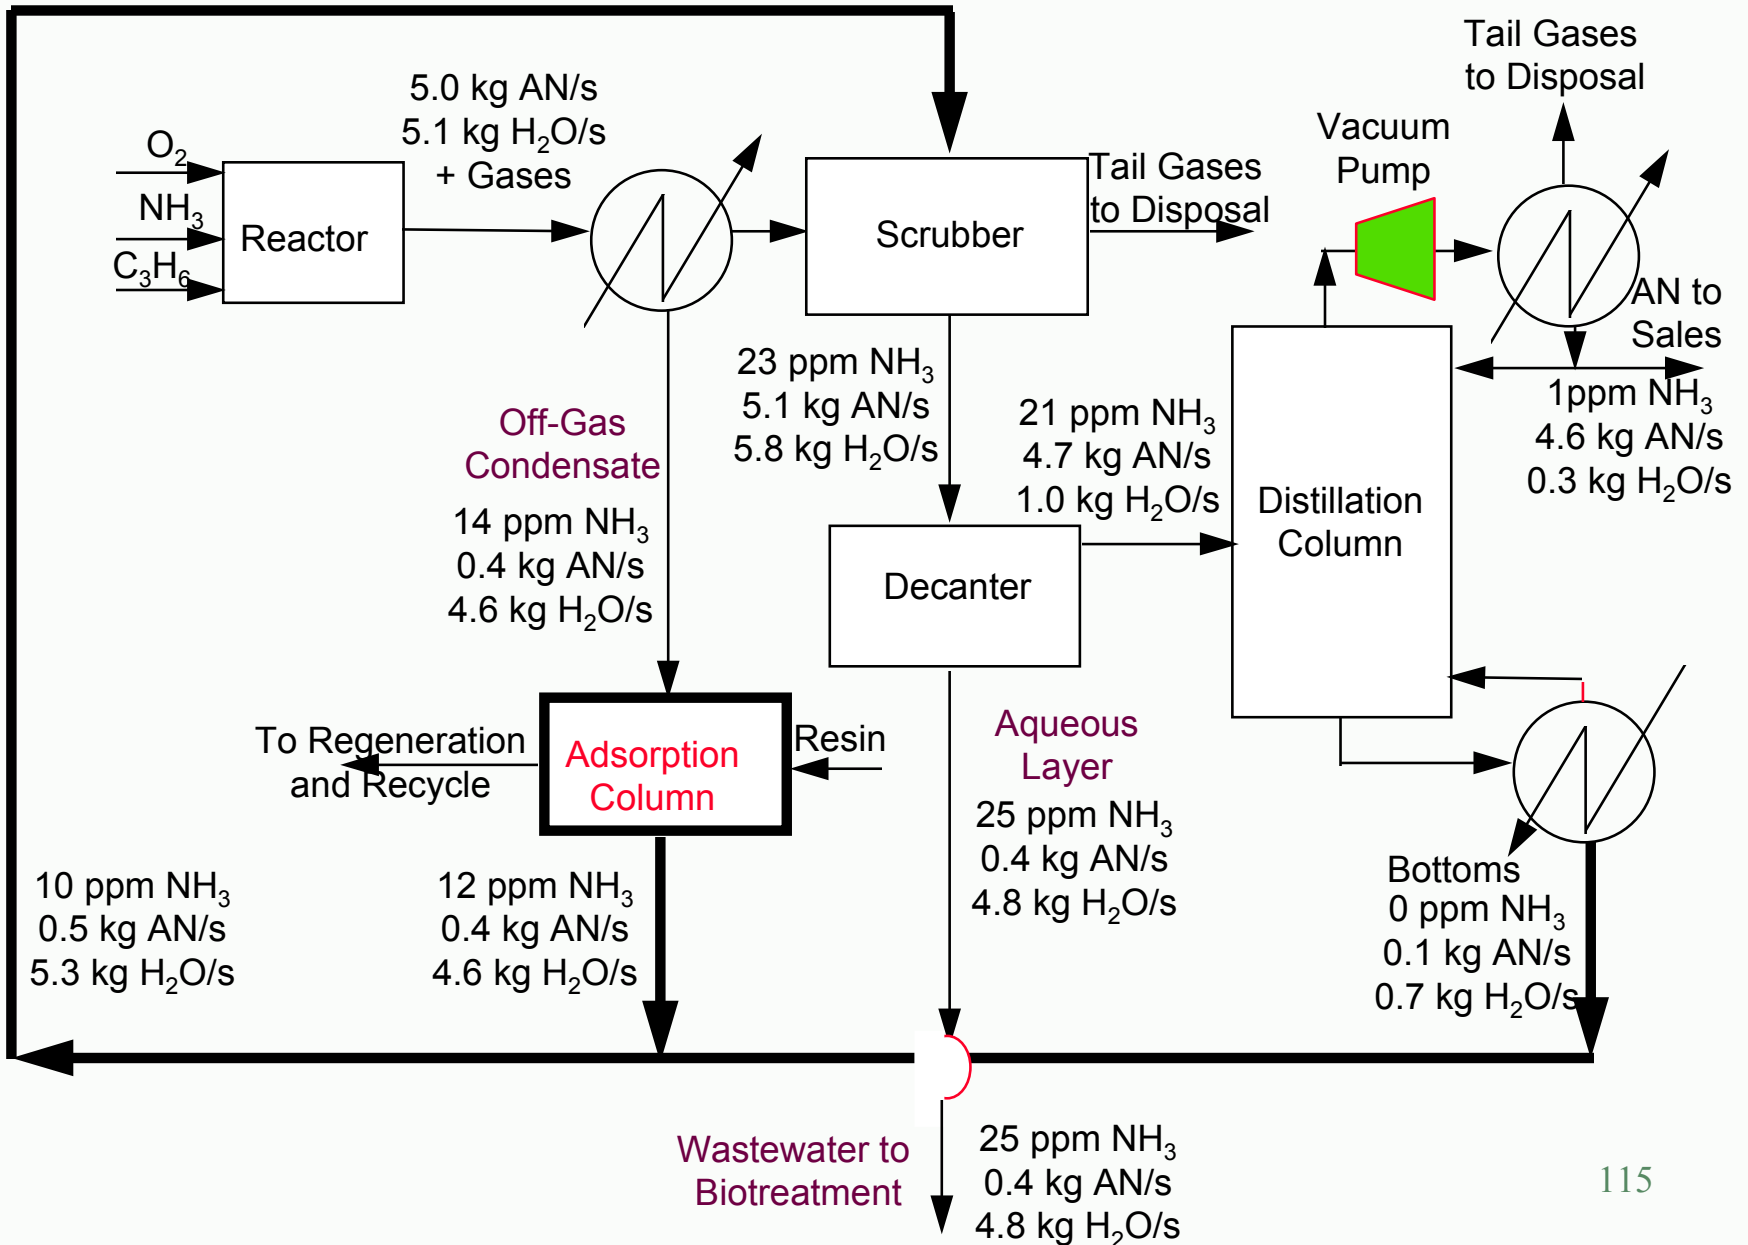 Tail Gases
to Disposal
5.0 kg AN/s
5.1 kg H₂O/s
+ Gases
Vacuum
Pump
O₂
NH₃
C₃H₆
Reactor
Scrubber
Tail Gases
to Disposal
AN to
Sales
1ppm NH₃
4.6 kg AN/s
0.3 kg H₂O/s
23 ppm NH₃
5.1 kg AN/s
5.8 kg H₂O/s
21 ppm NH₃
4.7 kg AN/s
1.0 kg H₂O/s
Off-Gas
Condensate
14 ppm NH₃
0.4 kg AN/s
4.6 kg H₂O/s
Distillation
Column
Decanter
To Regeneration
and Recycle
Adsorption
Column
Resin
Aqueous
Layer
25 ppm NH₃
0.4 kg AN/s
4.8 kg H₂O/s
Bottoms
0 ppm NH₃
0.1 kg AN/s
0.7 kg H₂O/s
10 ppm NH₃
0.5 kg AN/s
5.3 kg H₂O/s
12 ppm NH₃
0.4 kg AN/s
4.6 kg H₂O/s
Wastewater to
Biotreatment
25 ppm NH₃
0.4 kg AN/s
4.8 kg H₂O/s
115